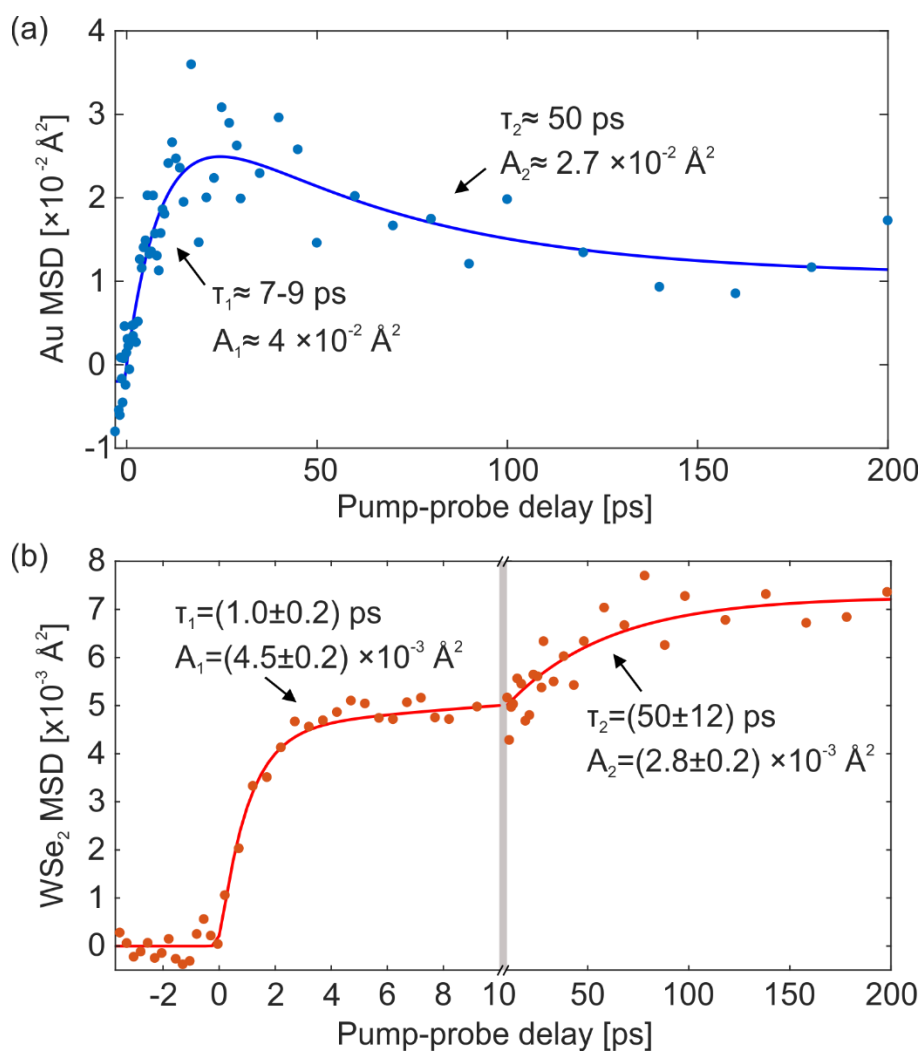 (a)
Au MSD [×10⁻² Å²]
4
3
2
1
0
-1
τ₂≈ 50 ps
A₂≈ 2.7 ×10⁻² Å²
τ₁≈ 7-9 ps
A₁≈ 4 ×10⁻² Å²
0 50 100 150 200
Pump-probe delay [ps]
(b)
WSe₂ MSD [x10⁻³ Å²]
8
7
6
5
4
3
2
1
0
τ₁=(1.0±0.2) ps
A₁=(4.5±0.2) ×10⁻³ Å²
τ₂=(50±12) ps
A₂=(2.8±0.2) ×10⁻³ Å²
-2 0 2 4 6 8 10 50 100 150 200
Pump-probe delay [ps]